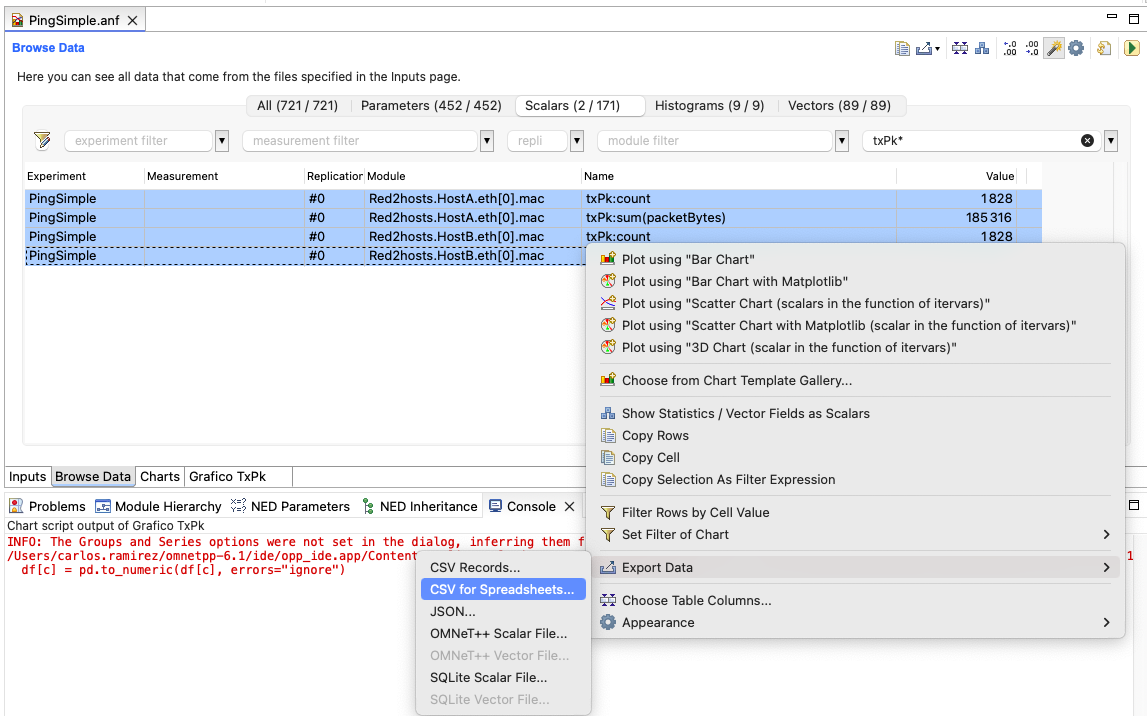 PingSimple.anf
Browse Data
Here you can see all data that come from the files specified in the Inputs page.
All (721 / 721) Parameters (452 / 452) Scalars (2 / 171) Histograms (9 / 9) Vectors (89 / 89)
experiment filter measurement filter repli module filter txPk*
Experiment Measurement Replication Module Name Value
PingSimple #0 Red2hosts.HostA.eth[0].mac txPk:count 1828
PingSimple #0 Red2hosts.HostA.eth[0].mac txPk:sum(packetBytes) 185316
PingSimple #0 Red2hosts.HostB.eth[0].mac txPk:count 1828
PingSimple #0 Red2hosts.HostB.eth[0].mac
Plot using "Bar Chart"
Plot using "Bar Chart with Matplotlib"
Plot using "Scatter Chart (scalars in the function of itervars)"
Plot using "Scatter Chart with Matplotlib (scalar in the function of itervars)"
Plot using "3D Chart (scalar in the function of itervars)"
Choose from Chart Template Gallery...
Show Statistics / Vector Fields as Scalars
Copy Rows
Copy Cell
Copy Selection As Filter Expression
Filter Rows by Cell Value
Set Filter of Chart
Export Data
Choose Table Columns...
Appearance
Inputs Browse Data Charts Grafico TxPk
Problems Module Hierarchy NED Parameters NED Inheritance Console
Chart script output of Grafico TxPk
INFO: The Groups and Series options were not set in the dialog, inferring them f
/Users/carlos.ramirez/omnetpp-6.1/ide/opp_ide.app/Content 1
df[c] = pd.to_numeric(df[c], errors="ignore")
CSV Records...
CSV for Spreadsheets...
JSON...
OMNeT++ Scalar File...
OMNeT++ Vector File...
SQLite Scalar File...
SQLite Vector File...